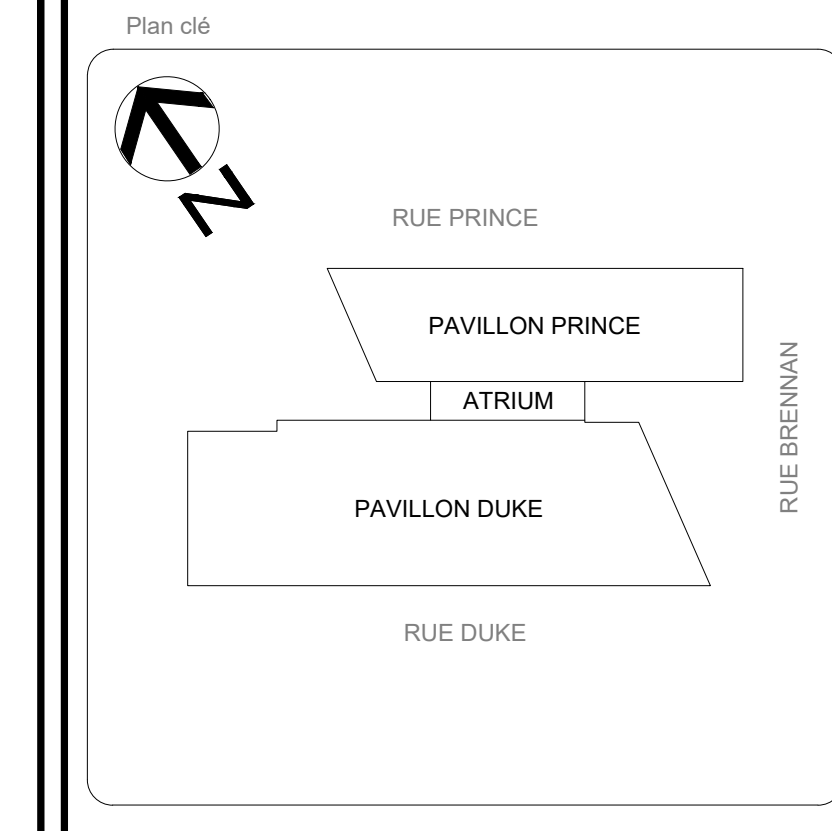 Plan clé
N
RUE PRINCE
PAVILLON PRINCE
RUE BRENNAN
ATRIUM
PAVILLON DUKE
RUE DUKE